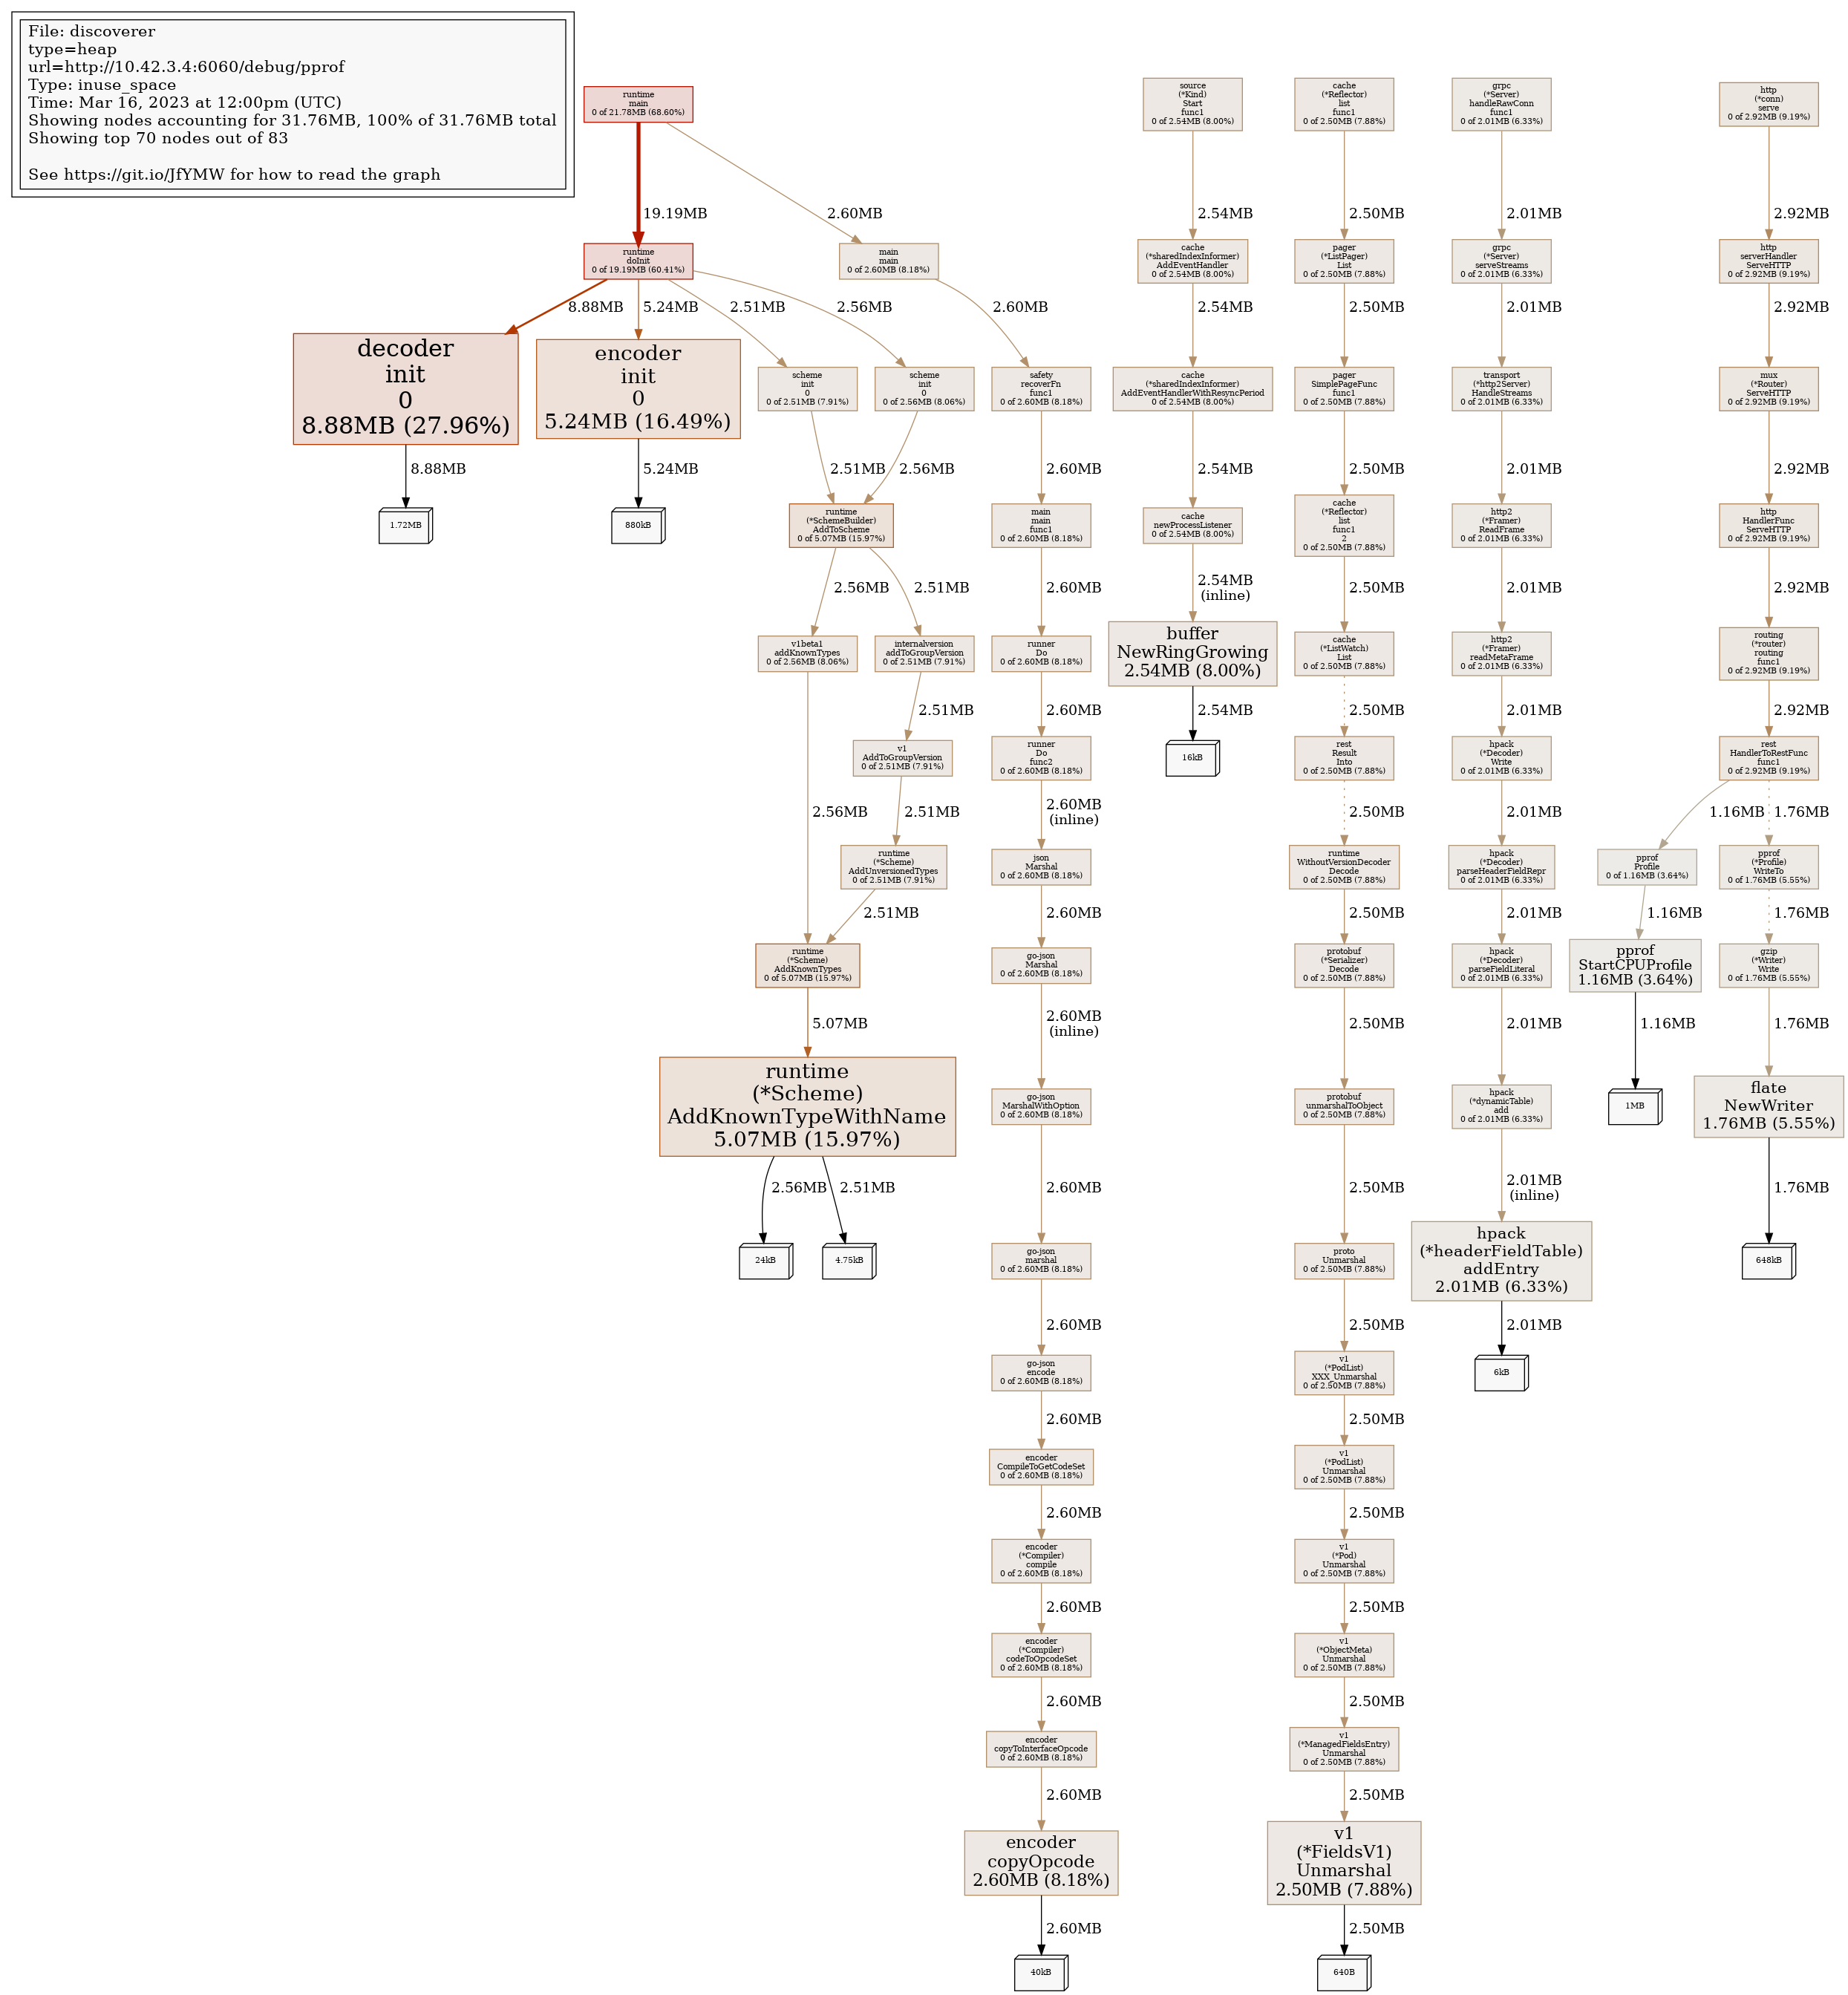 File: discoverer
type=heap
url=http://10.42.3.4:6060/debug/pprof
Type: inuse_space
Time: Mar 16, 2023 at 12:00pm (UTC)
Showing nodes accounting for 31.76MB, 100% of 31.76MB total
Showing top 70 nodes out of 83
See https://git.io/JfYMW for how to read the graph
runtime
main
0 of 21.78MB (68.60%)
19.19MB
2.60MB
runtime
doInit
0 of 19.19MB (60.41%)
main
main
0 of 2.60MB (8.18%)
8.88MB
5.24MB
2.51MB
2.56MB
2.60MB
decoder
init
0
8.88MB (27.96%)
8.88MB
1.72MB
encoder
init
0
5.24MB (16.49%)
5.24MB
880kB
scheme
init
0
0 of 2.51MB (7.91%)
scheme
init
0
0 of 2.56MB (8.06%)
2.51MB
2.56MB
runtime
(*SchemeBuilder)
AddToScheme
0 of 5.07MB (15.97%)
2.56MB
2.51MB
v1beta1
addKnownTypes
0 of 2.56MB (8.06%)
internalversion
addToGroupVersion
0 of 2.51MB (7.91%)
2.51MB
v1
AddToGroupVersion
0 of 2.51MB (7.91%)
2.56MB
2.51MB
runtime
(*Scheme)
AddUnversionedTypes
0 of 2.51MB (7.91%)
2.51MB
runtime
(*Scheme)
AddKnownTypes
0 of 5.07MB (15.97%)
5.07MB
runtime
(*Scheme)
AddKnownTypeWithName
5.07MB (15.97%)
2.56MB
2.51MB
24kB
4.75kB
safety
recoverFn
func1
0 of 2.60MB (8.18%)
2.60MB
main
main
func1
0 of 2.60MB (8.18%)
2.60MB
runner
Do
0 of 2.60MB (8.18%)
2.60MB
runner
Do
func2
0 of 2.60MB (8.18%)
2.60MB
(inline)
json
Marshal
0 of 2.60MB (8.18%)
2.60MB
go-json
Marshal
0 of 2.60MB (8.18%)
2.60MB
(inline)
go-json
MarshalWithOption
0 of 2.60MB (8.18%)
2.60MB
go-json
marshal
0 of 2.60MB (8.18%)
2.60MB
go-json
encode
0 of 2.60MB (8.18%)
2.60MB
encoder
CompileToGetCodeSet
0 of 2.60MB (8.18%)
2.60MB
encoder
(*Compiler)
compile
0 of 2.60MB (8.18%)
2.60MB
encoder
(*Compiler)
codeToOpcodeSet
0 of 2.60MB (8.18%)
2.60MB
encoder
copyToInterfaceOpcode
0 of 2.60MB (8.18%)
2.60MB
encoder
copyOpcode
2.60MB (8.18%)
2.60MB
40kB
source
(*Kind)
Start
func1
0 of 2.54MB (8.00%)
2.54MB
cache
(*sharedIndexInformer)
AddEventHandler
0 of 2.54MB (8.00%)
2.54MB
cache
(*sharedIndexInformer)
AddEventHandlerWithResyncPeriod
0 of 2.54MB (8.00%)
2.54MB
cache
newProcessListener
0 of 2.54MB (8.00%)
2.54MB
(inline)
buffer
NewRingGrowing
2.54MB (8.00%)
2.54MB
16kB
cache
(*Reflector)
list
func1
0 of 2.50MB (7.88%)
2.50MB
pager
(*ListPager)
List
0 of 2.50MB (7.88%)
2.50MB
pager
SimplePageFunc
func1
0 of 2.50MB (7.88%)
2.50MB
cache
(*Reflector)
list
func1
2
0 of 2.50MB (7.88%)
2.50MB
cache
(*ListWatch)
List
0 of 2.50MB (7.88%)
2.50MB
rest
Result
Into
0 of 2.50MB (7.88%)
2.50MB
runtime
WithoutVersionDecoder
Decode
0 of 2.50MB (7.88%)
2.50MB
protobuf
(*Serializer)
Decode
0 of 2.50MB (7.88%)
2.50MB
protobuf
unmarshalToObject
0 of 2.50MB (7.88%)
2.50MB
proto
Unmarshal
0 of 2.50MB (7.88%)
2.50MB
v1
(*PodList)
XXX_Unmarshal
0 of 2.50MB (7.88%)
2.50MB
v1
(*PodList)
Unmarshal
0 of 2.50MB (7.88%)
2.50MB
v1
(*Pod)
Unmarshal
0 of 2.50MB (7.88%)
2.50MB
v1
(*ObjectMeta)
Unmarshal
0 of 2.50MB (7.88%)
2.50MB
v1
(*ManagedFieldsEntry)
Unmarshal
0 of 2.50MB (7.88%)
2.50MB
v1
(*FieldsV1)
Unmarshal
2.50MB (7.88%)
2.50MB
640B
grpc
(*Server)
handleRawConn
func1
0 of 2.01MB (6.33%)
2.01MB
grpc
(*Server)
serveStreams
0 of 2.01MB (6.33%)
2.01MB
transport
(*http2Server)
HandleStreams
0 of 2.01MB (6.33%)
2.01MB
http2
(*Framer)
ReadFrame
0 of 2.01MB (6.33%)
2.01MB
http2
(*Framer)
readMetaFrame
0 of 2.01MB (6.33%)
2.01MB
hpack
(*Decoder)
Write
0 of 2.01MB (6.33%)
2.01MB
hpack
(*Decoder)
parseHeaderFieldRepr
0 of 2.01MB (6.33%)
2.01MB
hpack
(*Decoder)
parseFieldLiteral
0 of 2.01MB (6.33%)
2.01MB
hpack
(*dynamicTable)
add
0 of 2.01MB (6.33%)
2.01MB
(inline)
hpack
(*headerFieldTable)
addEntry
2.01MB (6.33%)
2.01MB
6kB
http
(*conn)
serve
0 of 2.92MB (9.19%)
2.92MB
http
serverHandler
ServeHTTP
0 of 2.92MB (9.19%)
2.92MB
mux
(*Router)
ServeHTTP
0 of 2.92MB (9.19%)
2.92MB
http
HandlerFunc
ServeHTTP
0 of 2.92MB (9.19%)
2.92MB
routing
(*router)
routing
func1
0 of 2.92MB (9.19%)
2.92MB
rest
HandlerToRestFunc
func1
0 of 2.92MB (9.19%)
1.16MB
1.76MB
pprof
Profile
0 of 1.16MB (3.64%)
1.16MB
pprof
StartCPUProfile
1.16MB (3.64%)
1.16MB
1MB
pprof
(*Profile)
WriteTo
0 of 1.76MB (5.55%)
1.76MB
gzip
(*Writer)
Write
0 of 1.76MB (5.55%)
1.76MB
flate
NewWriter
1.76MB (5.55%)
1.76MB
648kB